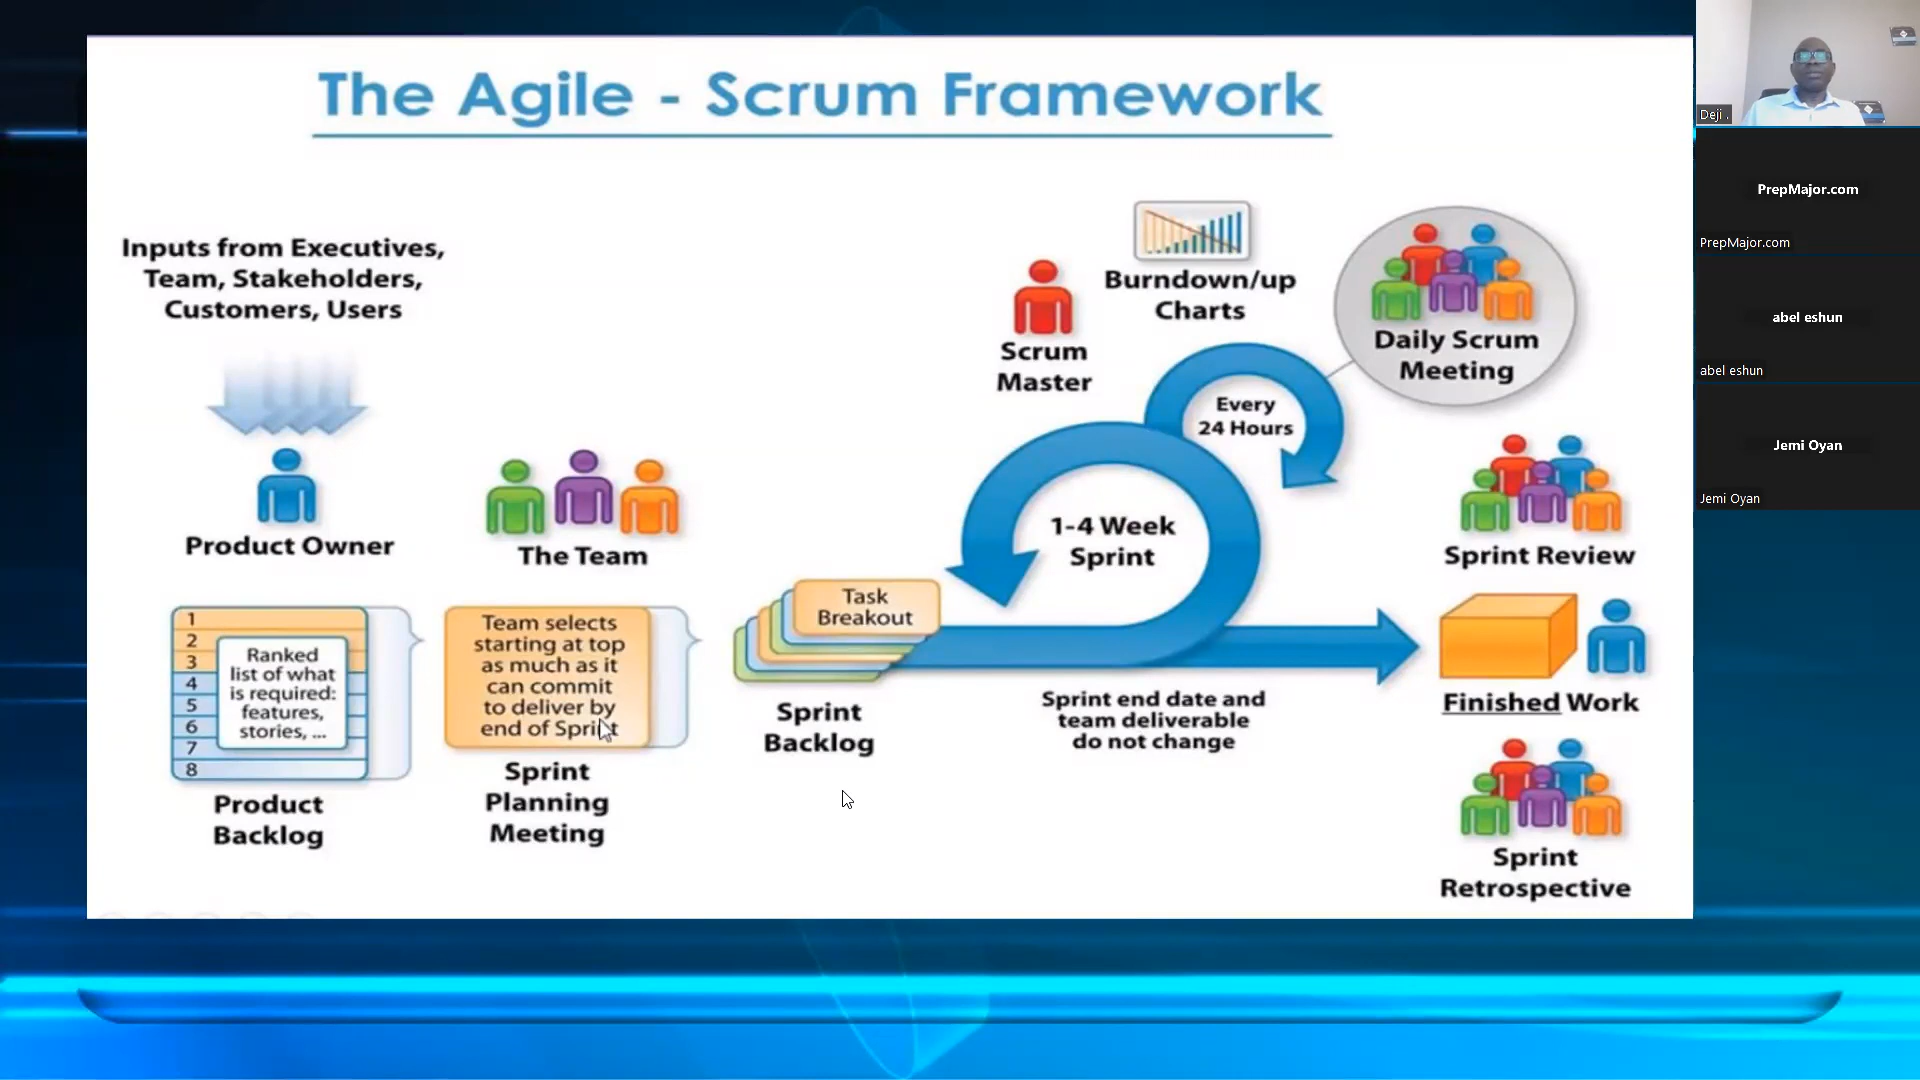 The Agile - Scrum Framework
Inputs from Executives,
Team, Stakeholders,
Customers, Users
Product Owner
The Team
1
2
3
4
5
6
7
8
Ranked
list of what
is required:
features,
stories, ...
Product
Backlog
Team selects
starting at top
as much as it
can commit
to deliver by
end of Sprint
Sprint
Planning
Meeting
Task
Breakout
Sprint
Backlog
Scrum
Master
Burndown/up
Charts
Every
24 Hours
1-4 Week
Sprint
Sprint end date and
team deliverable
do not change
Daily Scrum
Meeting
Sprint Review
Finished Work
Sprint
Retrospective
Deji .
PrepMajor.com
PrepMajor.com
abel eshun
abel eshun
Jemi Oyan
Jemi Oyan